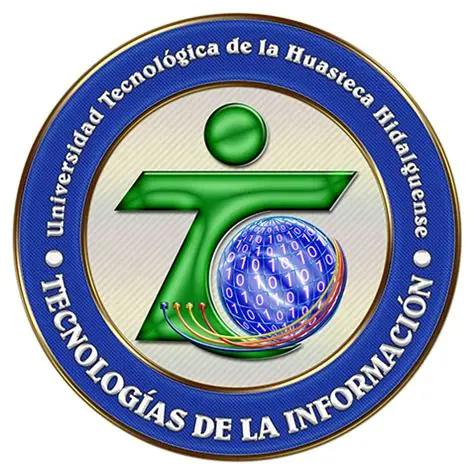 Universidad Tecnológica de la Huasteca Hidalguense
TECNOLOGÍAS DE LA INFORMACIÓN